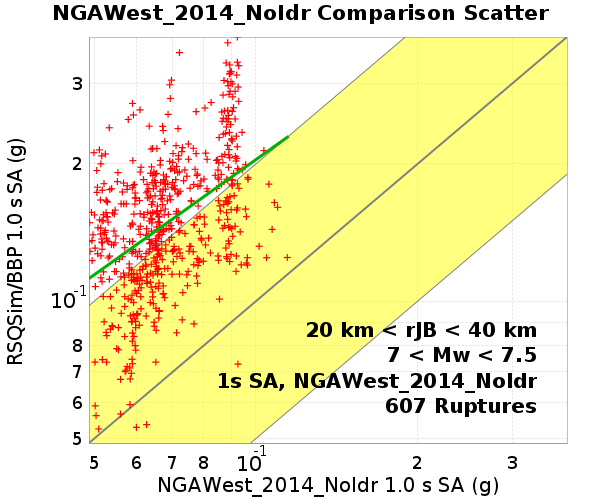 NGAWest_2014_NoIdr Comparison Scatter
RSQSim/BBP 1.0 s SA (g)
3
2
10⁻¹
8
7
6
5
20 km < rJB < 40 km
7 < Mw < 7.5
1s SA, NGAWest_2014_NoIdr
607 Ruptures
5 6 7 8 10⁻¹ 2 3
NGAWest_2014_NoIdr 1.0 s SA (g)